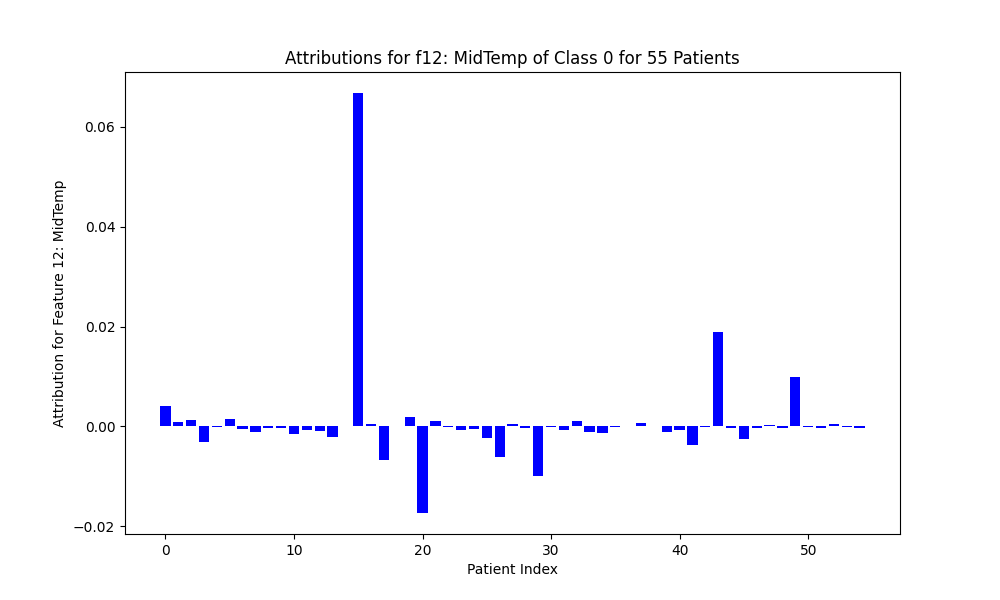 Attributions for f12: MidTemp of Class 0 for 55 Patients
Attribution for Feature 12: MidTemp
0.06
0.04
0.02
0.00
−0.02
0 10 20 30 40 50
Patient Index